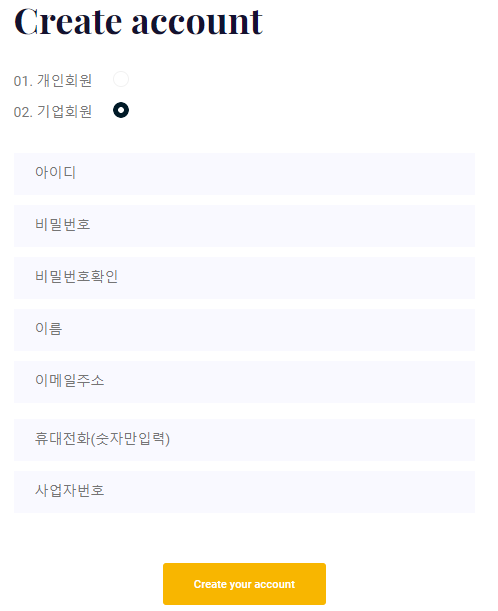 Create account
01. 개인회원
02. 기업회원
아이디
비밀번호
비밀번호확인
이름
이메일주소
휴대전화(숫자만입력)
사업자번호
Create your account